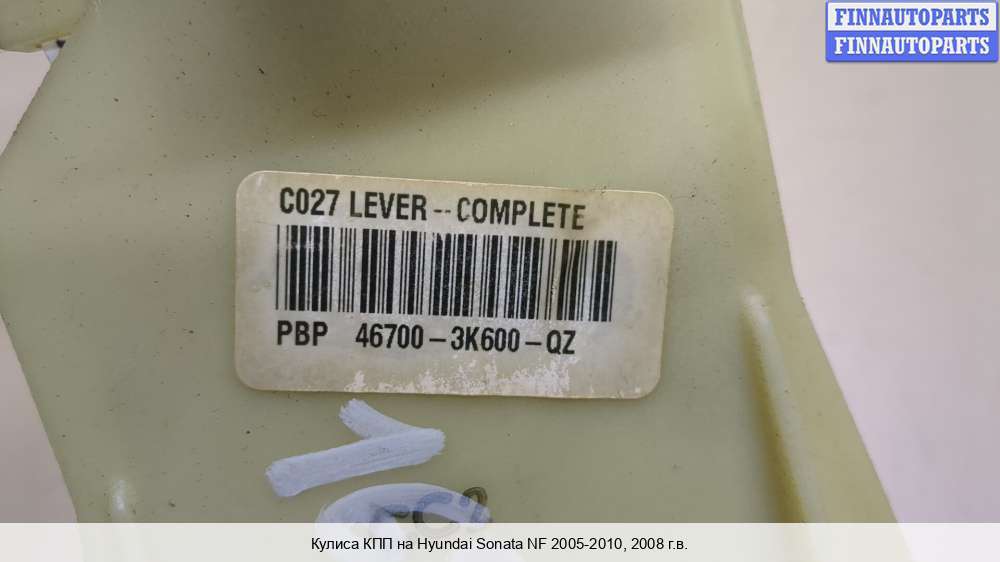 FINNAUTOPARTS
FINNAUTOPARTS
C027 LEVER--COMPLETE
PBP 46700-3K600-QZ
Кулиса КПП на Hyundai Sonata NF 2005-2010, 2008 г.в.